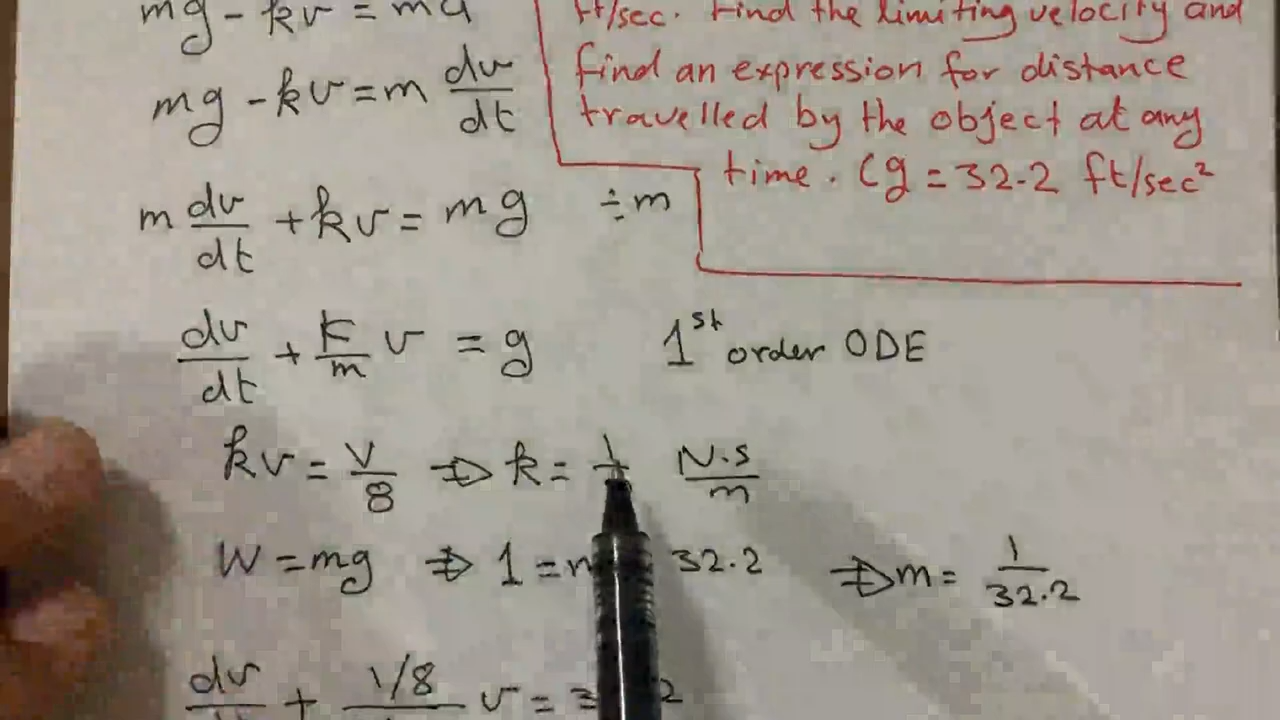 mg - kv = ma
mg - kv = m dv/dt
ft/sec. Find the limiting velocity and
find an expression for distance
travelled by the object at any
time. (g = 32.2 ft/sec²
m dv/dt + kv = mg ÷m
dv/dt + k/m v = g 1st order ODE
kv = v/8 ⇒ k = N.s/m
W = mg ⇒ 1 = 32.2 ⇒ m = 1/32.2
dv + 1/8 v =